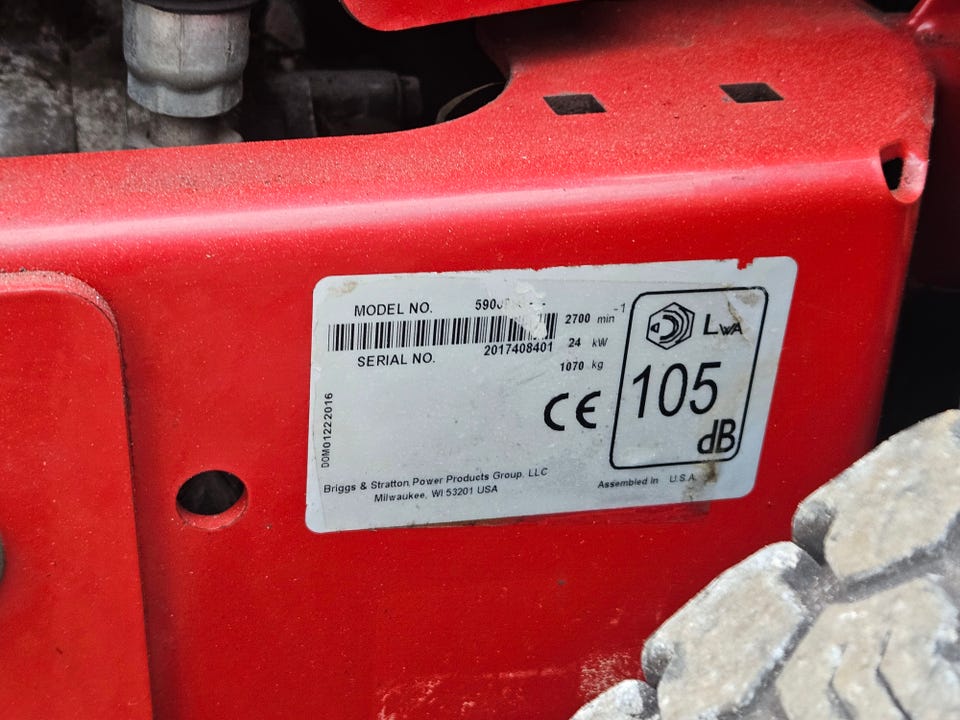 MODEL NO.
2700 min -1
SERIAL NO. 2017408401 24 kW
1070 kg
CE
LWA
105
dB
DOM01222016
Briggs & Stratton Power Products Group, LLC
Milwaukee, WI 53201 USA
Assembled in U.S.A.